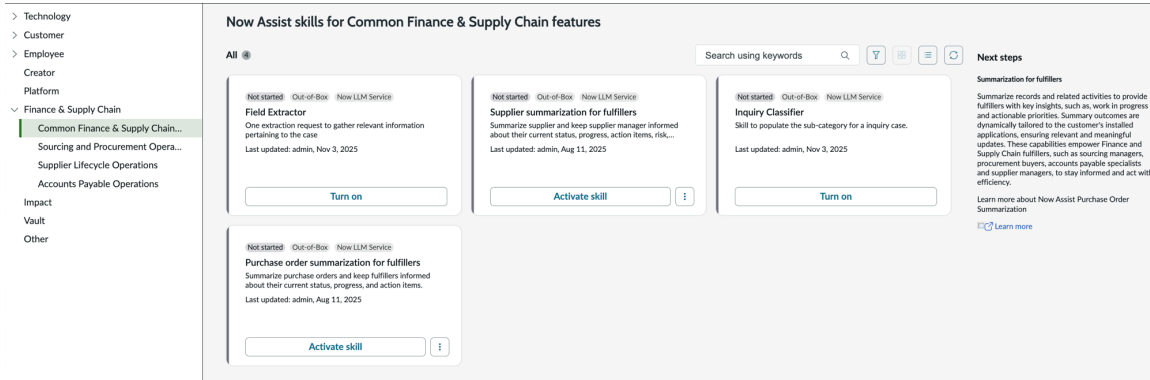 Technology
Customer
Employee
Creator
Platform
Finance & Supply Chain
Common Finance & Supply Chain...
Sourcing and Procurement Opera...
Supplier Lifecycle Operations
Accounts Payable Operations
Impact
Vault
Other
Now Assist skills for Common Finance & Supply Chain features
All 4
Search using keywords
Not started Out-of-Box Now LLM Service
Field Extractor
One extraction request to gather relevant information
pertaining to the case
Last updated: admin, Nov 3, 2025
Turn on
Not started Out-of-Box Now LLM Service
Supplier summarization for fulfillers
Summarize supplier and keep supplier manager informed
about their current status, progress, action items, risk,...
Last updated: admin, Aug 11, 2025
Activate skill
Not started Out-of-Box Now LLM Service
Inquiry Classifier
Skill to populate the sub-category for a inquiry case.
Last updated: admin, Nov 3, 2025
Turn on
Not started Out-of-Box Now LLM Service
Purchase order summarization for fulfillers
Summarize purchase orders and keep fulfillers informed
about their current status, progress, and action items.
Last updated: admin, Aug 11, 2025
Activate skill
Next steps
Summarization for fulfillers
Summarize records and related activities to provide
fulfillers with key insights, such as, work in progress
and actionable priorities. Summary outcomes are
dynamically tailored to the customer's installed
applications, ensuring relevant and meaningful
updates. These capabilities empower Finance and
Supply Chain fulfillers, such as sourcing managers,
procurement buyers, accounts payable specialists
and supplier managers, to stay informed and act with
efficiency.
Learn more about Now Assist Purchase Order
Summarization
Learn more